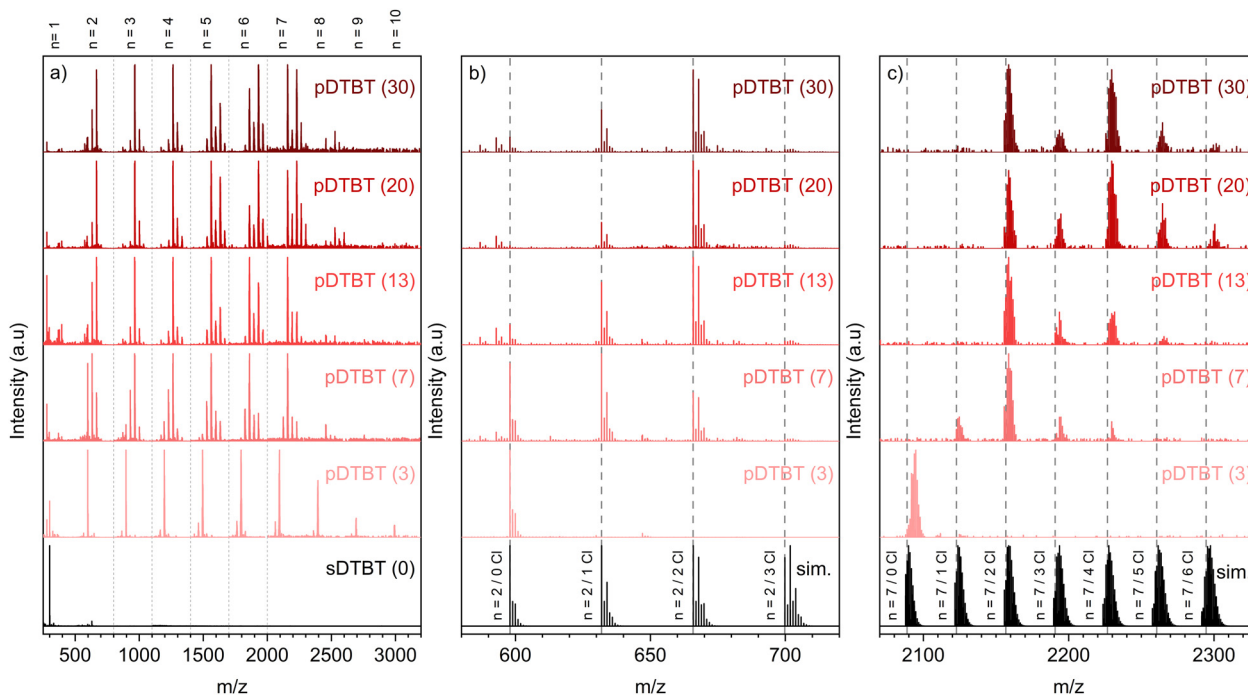 n= 1
n = 2
n = 3
n = 4
n = 5
n = 6
n = 7
n = 8
n = 9
n = 10
a)
pDTBT (30)
pDTBT (20)
pDTBT (13)
pDTBT (7)
pDTBT (3)
sDTBT (0)
Intensity (a.u)
500 1000 1500 2000 2500 3000
m/z
b)
pDTBT (30)
pDTBT (20)
pDTBT (13)
pDTBT (7)
pDTBT (3)
sim.
n = 2 / 0 Cl
n = 2 / 1 Cl
n = 2 / 2 Cl
n = 2 / 3 Cl
Intensity (a.u
600 650 700
m/z
c)
pDTBT (30)
pDTBT (20)
pDTBT (13)
pDTBT (7)
pDTBT (3)
sim.
n = 7 / 0 Cl
n = 7 / 1 Cl
n = 7 / 2 Cl
n = 7 / 3 Cl
n = 7 / 4 Cl
n = 7 / 5 Cl
n = 7 / 6 Cl
Intensity (a.u
2100 2200 2300
m/z